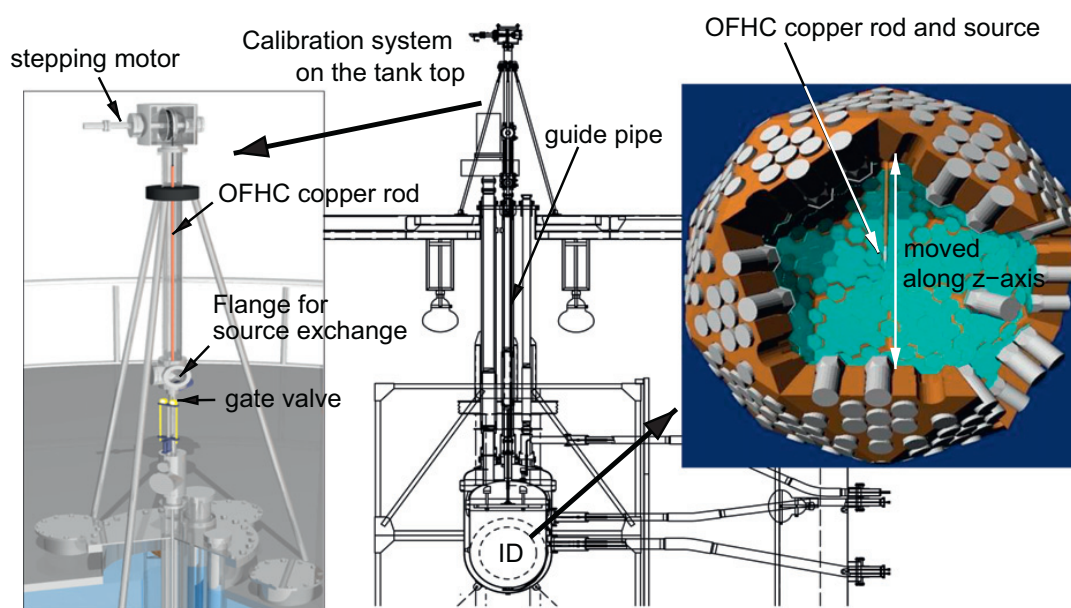 stepping motor
OFHC copper rod
Flange for
source exchange
gate valve
Calibration system
on the tank top
guide pipe
ID
OFHC copper rod and source
moved
along z−axis